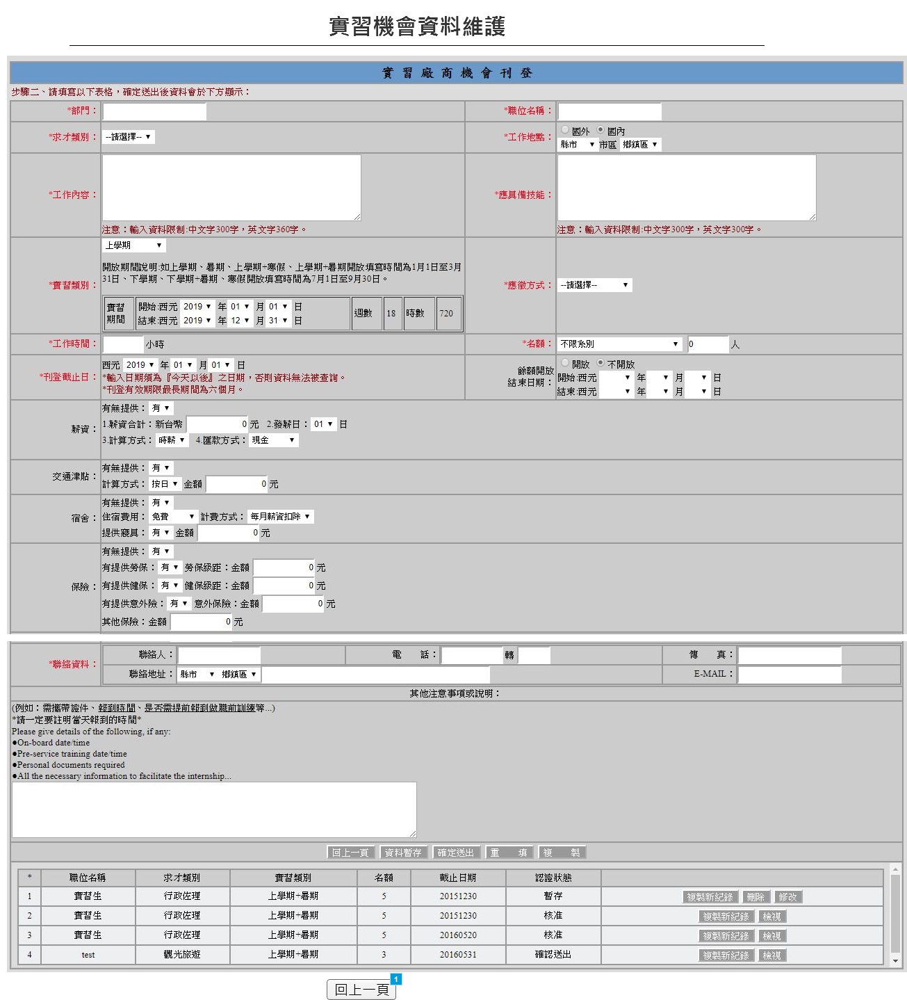 實習機會資料維護
實 習 廠 商 機 會 刊 登
步驟二、請填寫以下表格，確定送出後資料會於下方顯示：
*部門： *職位名稱：
*求才類別： --請選擇-- *工作地點： 國外 國內
縣市 市區 鄉鎮區
*工作內容： *應具備技能：
注意：輸入資料限制:中文字300字，英文字360字。 注意：輸入資料限制:中文字300字，英文字300字。
*實習類別： 上學期 *應徵方式： --請選擇--
開放期間說明:如上學期、暑期、上學期+寒假、上學期+暑期開放填寫時間為1月1日至3月
31日、下學期、下學期+暑期、寒假開放填寫時間為7月1日至9月30日。
實習期間 開始:西元 2019 年 01 月 01 日 週數 18 時數 720
結束:西元 2019 年 12 月 31 日
*工作時間： 小時 *名額： 不限系別 0 人
*刊登截止日： 西元 2019 年 01 月 01 日 餘額開放結束日期： 開放 不開放
*輸入日期須為『今天以後』之日期，否則資料無法被查詢。 開始:西元 年 月 日
*刊登有效期限最長期間為六個月。 結束:西元 年 月 日
薪資： 有無提供： 有
1.薪資合計：新台幣 0 元 2.發薪日： 01 日
3.計算方式： 時薪 4.匯款方式： 現金
交通津貼： 有無提供： 有
計算方式： 按日 金額 0 元
宿舍： 有無提供： 有
住宿費用： 免費 計費方式： 每月薪資扣除
提供寢具： 有 金額 0 元
保險： 有無提供： 有
有提供勞保： 有 勞保級距：金額 0 元
有提供健保： 有 健保級距：金額 0 元
有提供意外險： 有 意外保險：金額 0 元
其他保險：金額 0 元
*聯絡資料： 聯絡人： 電 話： 轉 傳 真：
聯絡地址： 縣市 鄉鎮區 E-MAIL：
其他注意事項或說明：
(例如：需攜帶證件、報到時間、是否需提前報到做職前訓練等...)
*請一定要註明當天報到的時間*
Please give details of the following, if any:
●On-board date/time
●Pre-service training date/time
●Personal documents required
●All the necessary information to facilitate the internship...
回上一頁 資料暫存 確定送出 重 填 複 製
* 職位名稱 求才類別 實習類別 名額 截止日期 認證狀態
1 實習生 行政佐理 上學期+暑期 5 20151230 暫存 複製新紀錄 刪除 修改
2 實習生 行政佐理 上學期+暑期 5 20151230 核准 複製新紀錄 檢視
3 實習生 行政佐理 上學期+暑期 5 20160520 核准 複製新紀錄 檢視
4 test 觀光旅遊 上學期+暑期 3 20160531 確認送出 複製新紀錄 檢視
回上一頁 1